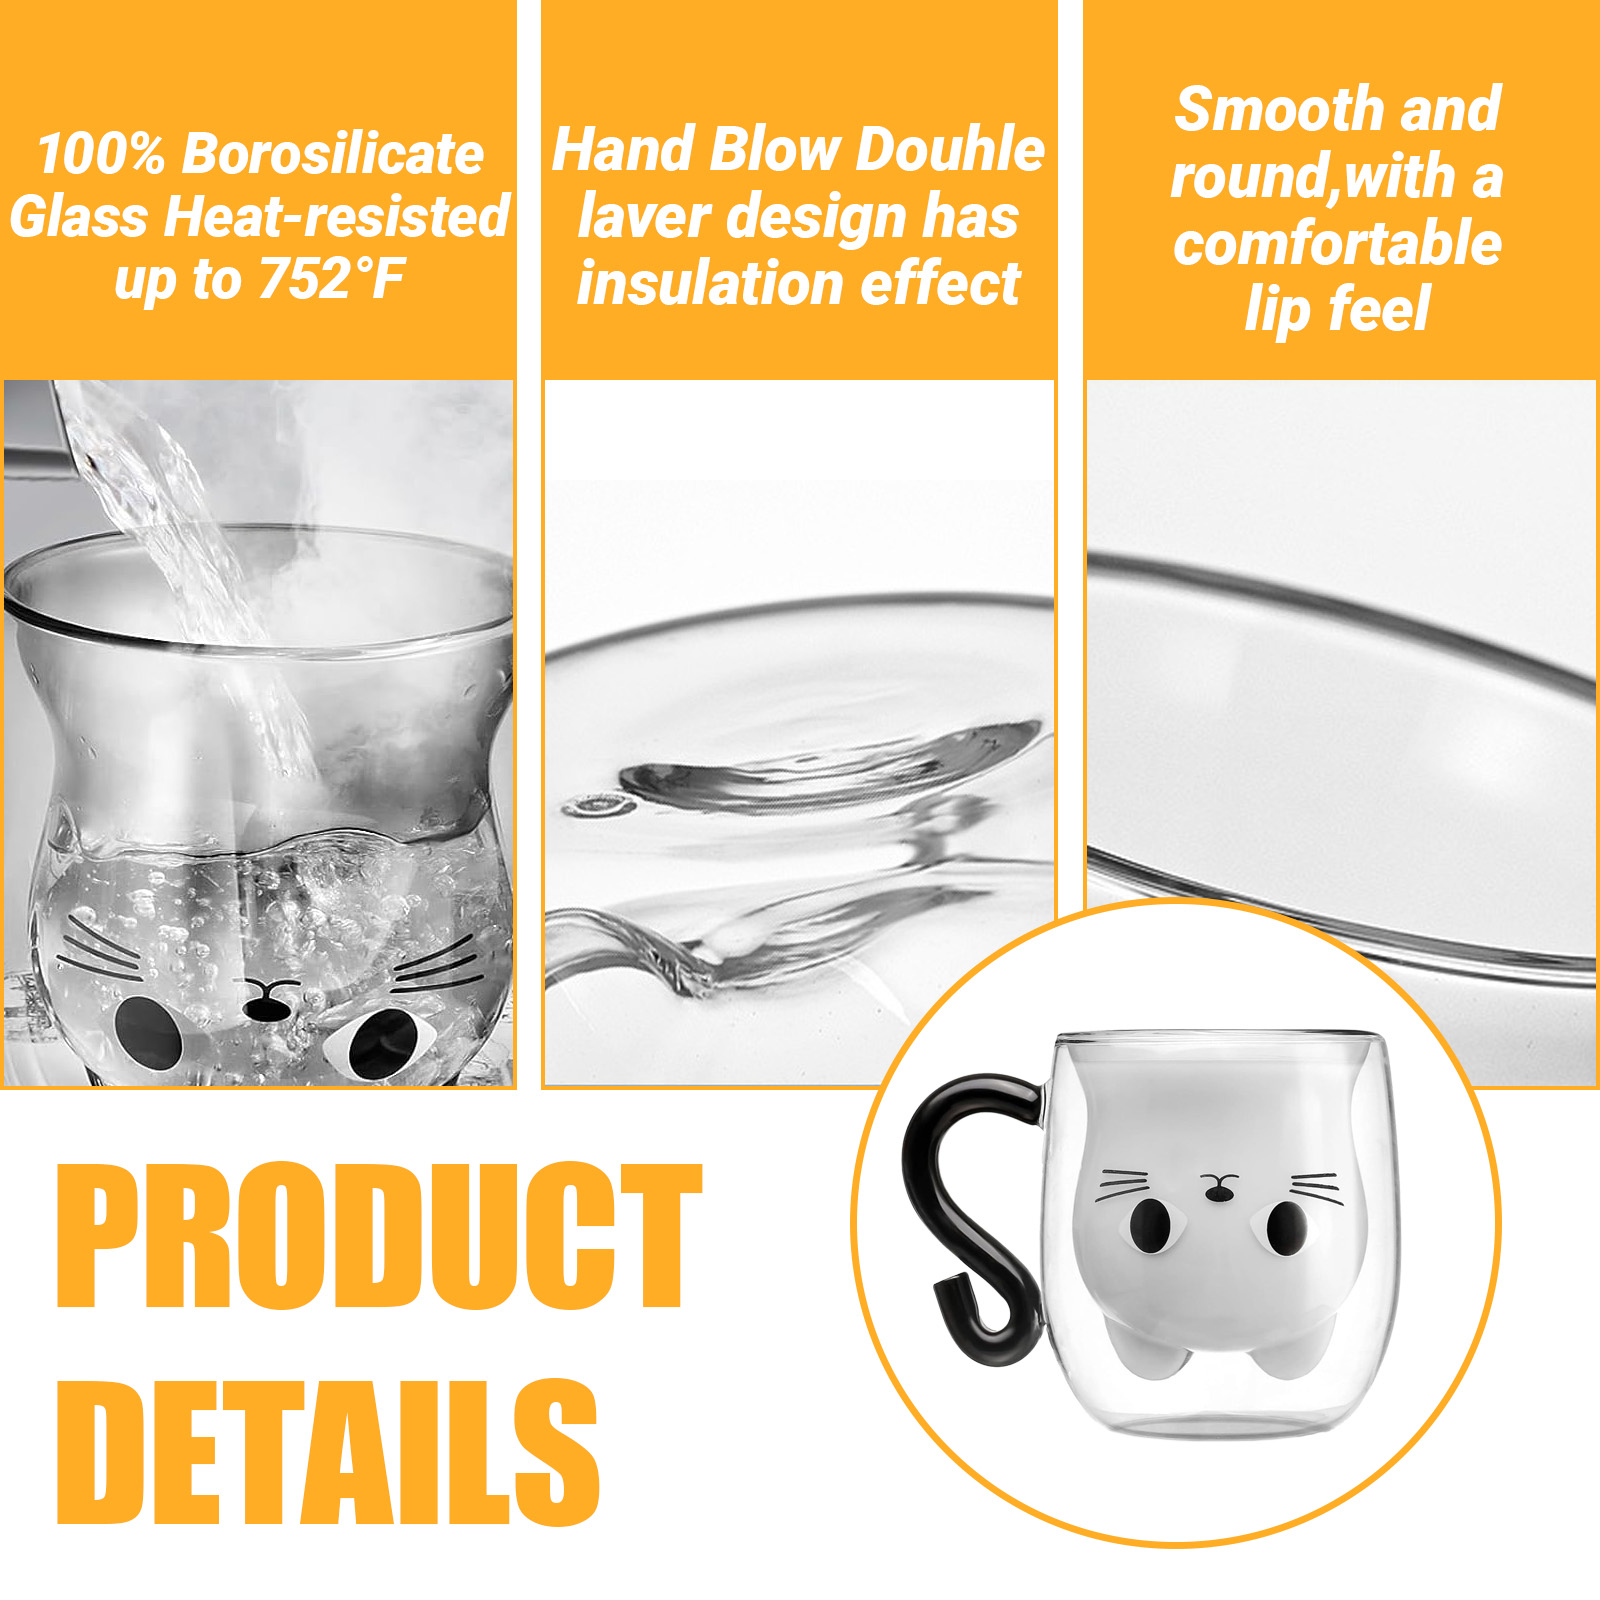 100% Borosilicate
Glass Heat-resisted
up to 752°F
Hand Blow Douhle
laver design has
insulation effect
Smooth and
round,with a
comfortable
lip feel
PRODUCT
DETAILS